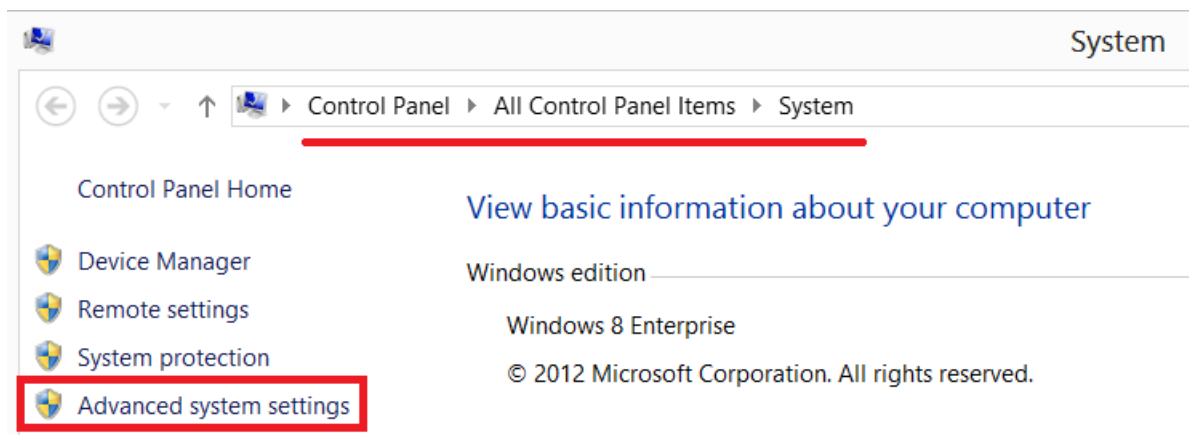 System
Control Panel All Control Panel Items System
Control Panel Home
Device Manager
Remote settings
System protection
Advanced system settings
View basic information about your computer
Windows edition
Windows 8 Enterprise
© 2012 Microsoft Corporation. All rights reserved.